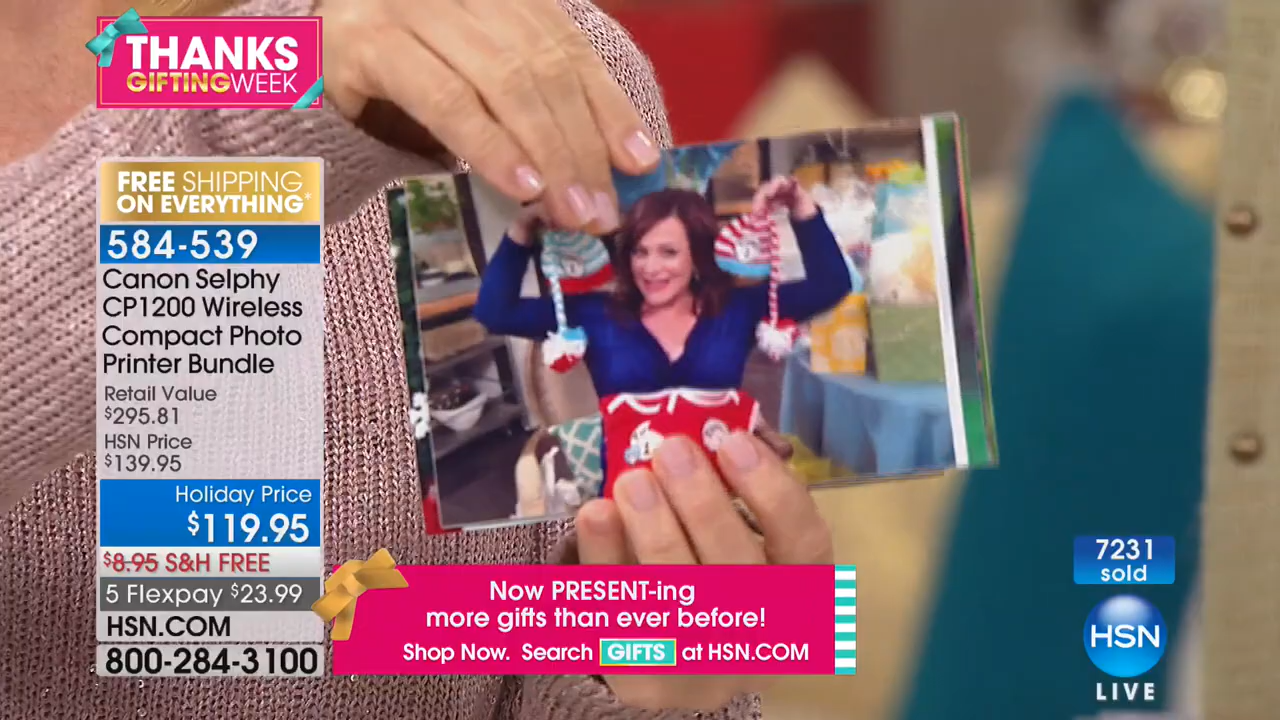 THANKS
GIFTINGWEEK
FREE SHIPPING
ON EVERYTHING*
584-539
Canon Selphy
CP1200 Wireless
Compact Photo
Printer Bundle
Retail Value
$295.81
HSN Price
$139.95
Holiday Price
$119.95
$8.95 S&H FREE
5 Flexpay $23.99
HSN.COM
800-284-3100
Now PRESENT-ing
more gifts than ever before!
Shop Now. Search GIFTS at HSN.COM
7231
sold
HSN
LIVE